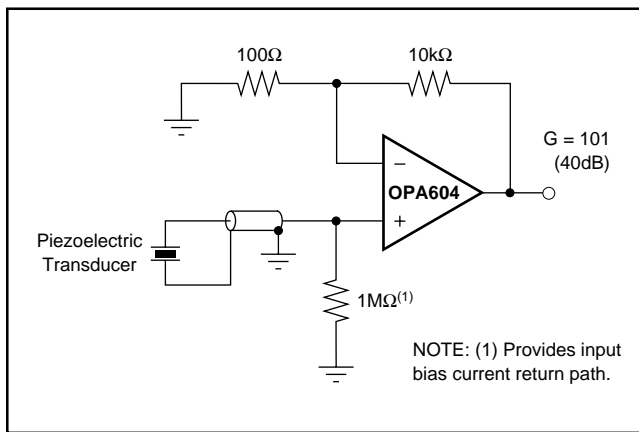 100Ω
10kΩ
G = 101
(40dB)
−
OPA604
+
Piezoelectric
Transducer
1MΩ(1)
NOTE: (1) Provides input
bias current return path.